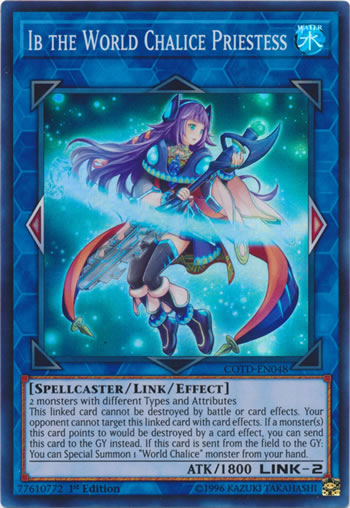 IB THE WORLD CHALICE PRIESTESS
WATER
水
COTD-EN048
[SPELLCASTER/LINK/EFFECT]
2 monsters with different Types and Attributes
This linked card cannot be destroyed by battle or card effects. Your
opponent cannot target this linked card with card effects. If a monster(s)
this card points to would be destroyed by a card effect, you can send
this card to the GY instead. If this card is sent from the field to the GY:
You can Special Summon 1 "World Chalice" monster from your hand.
ATK/1800 LINK-2
77610772 1st Edition ©1996 KAZUKI TAKAHASHI